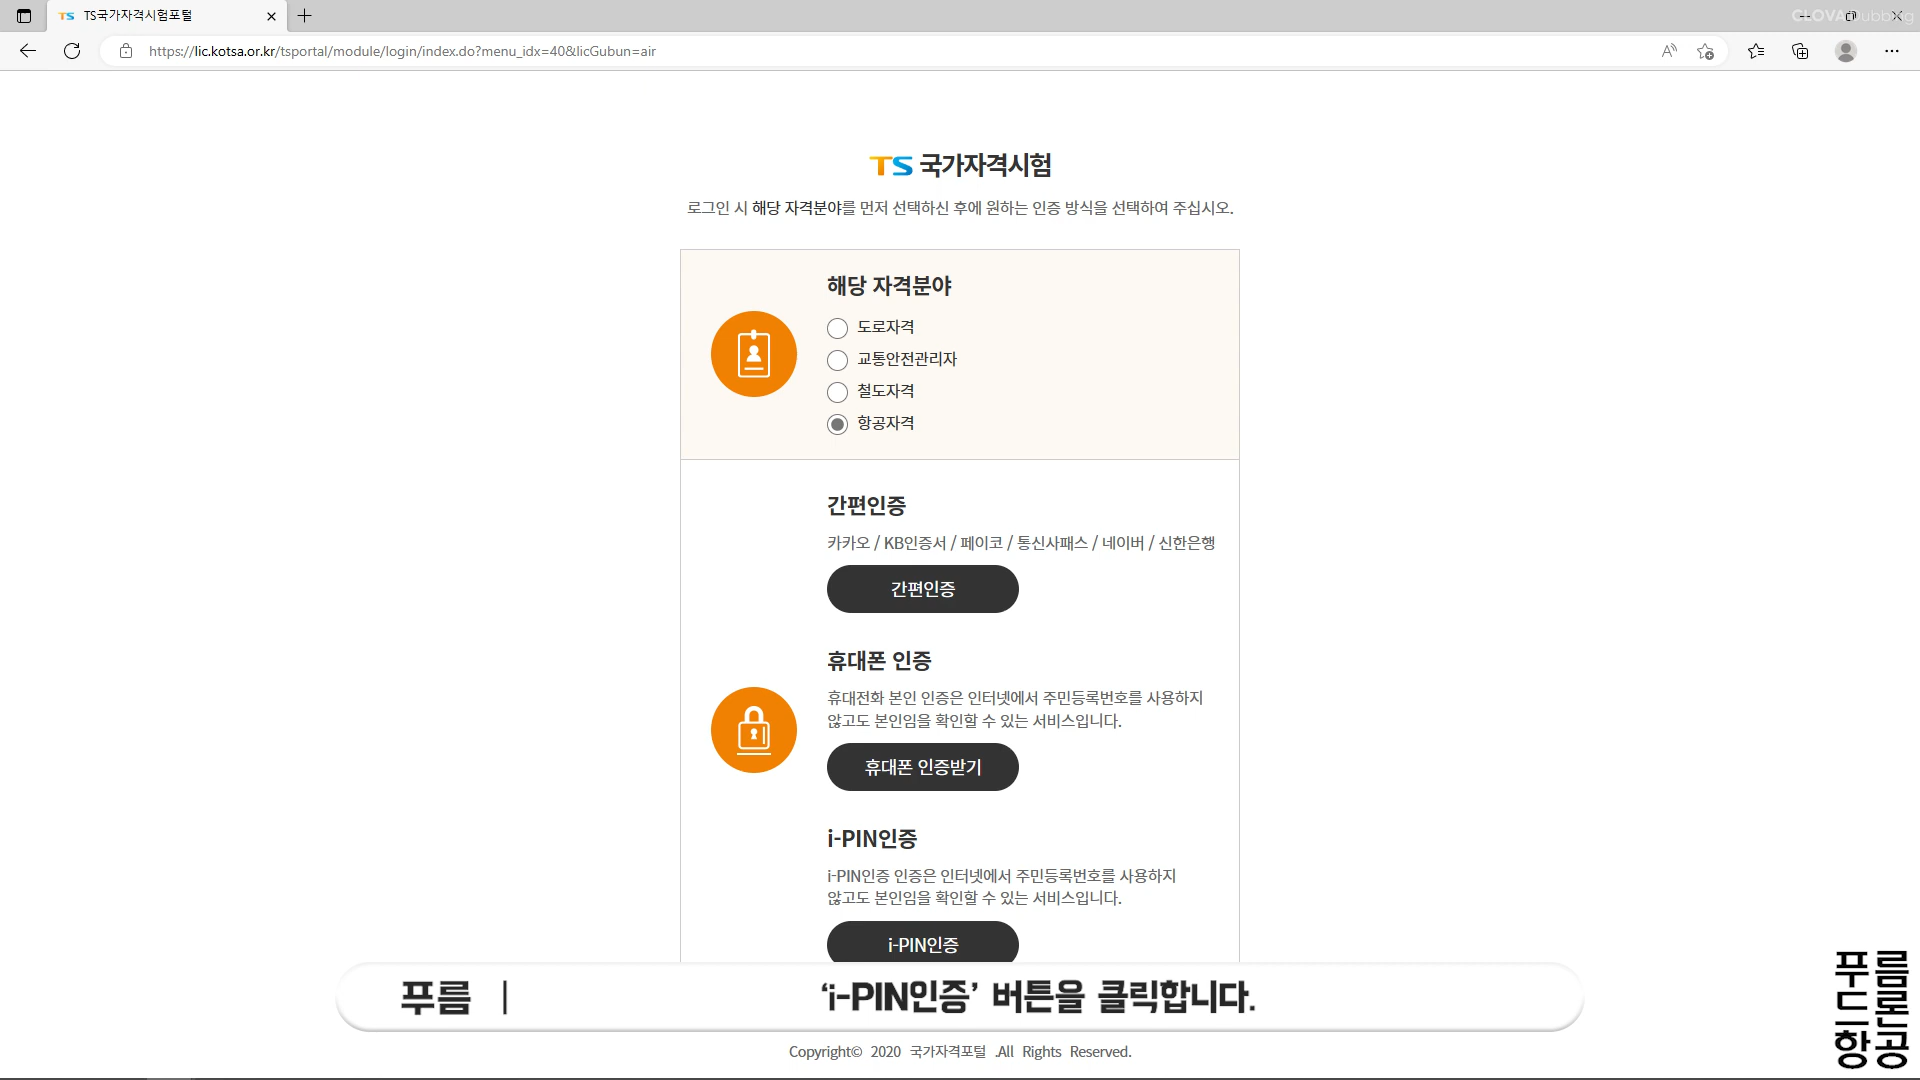 TS국가자격시험포털
CLOVA Dubbing
https://lic.kotsa.or.kr/tsportal/module/login/index.do?menu_idx=40&licGubun=air
TS 국가자격시험
로그인 시 해당 자격분야를 먼저 선택하신 후에 원하는 인증 방식을 선택하여 주십시오.
해당 자격분야
도로자격
교통안전관리자
철도자격
항공자격
간편인증
카카오 / KB인증서 / 페이코 / 통신사패스 / 네이버 / 신한은행
간편인증
휴대폰 인증
휴대전화 본인 인증은 인터넷에서 주민등록번호를 사용하지
않고도 본인임을 확인할 수 있는 서비스입니다.
휴대폰 인증받기
i-PIN인증
i-PIN인증 인증은 인터넷에서 주민등록번호를 사용하지
않고도 본인임을 확인할 수 있는 서비스입니다.
i-PIN인증
푸름 | ‘i-PIN인증’ 버튼을 클릭합니다.
Copyright© 2020 국가자격포털 .All Rights Reserved.
푸름
드론
항공